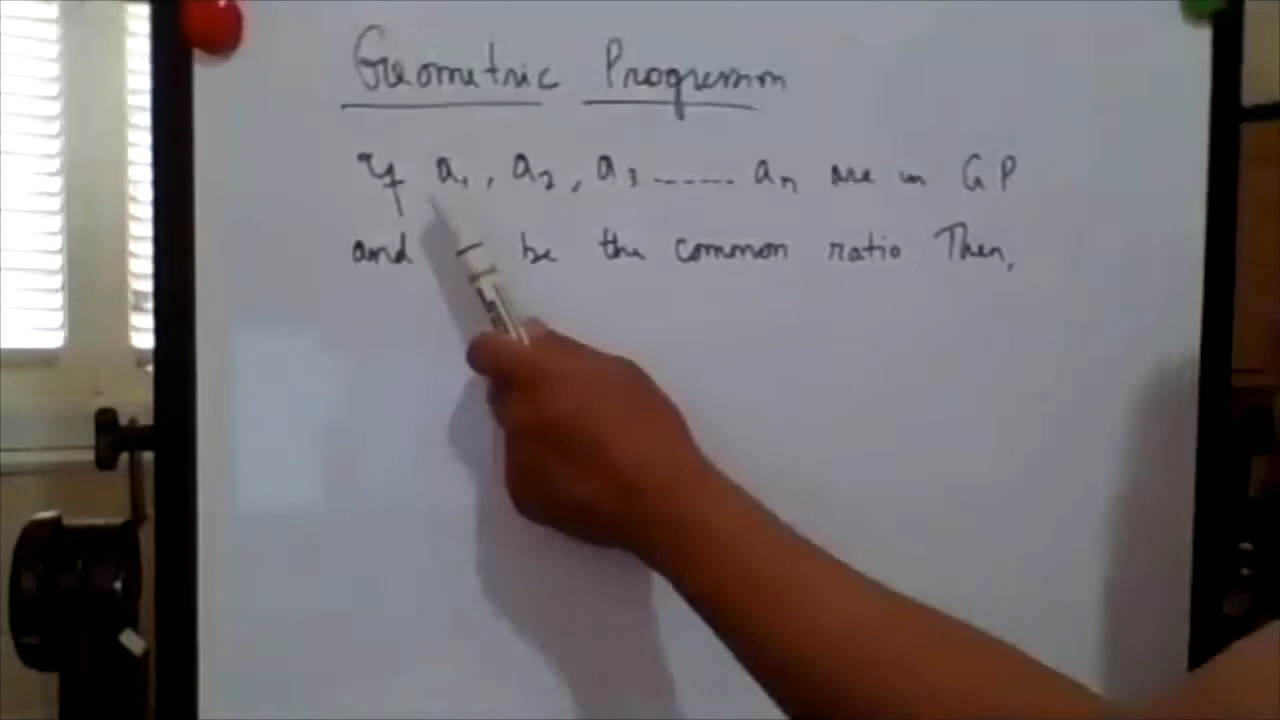 Geometric Progression
If a₁, a₂, a₃ ...... aₙ are in GP
and r be the common ratio. Then,